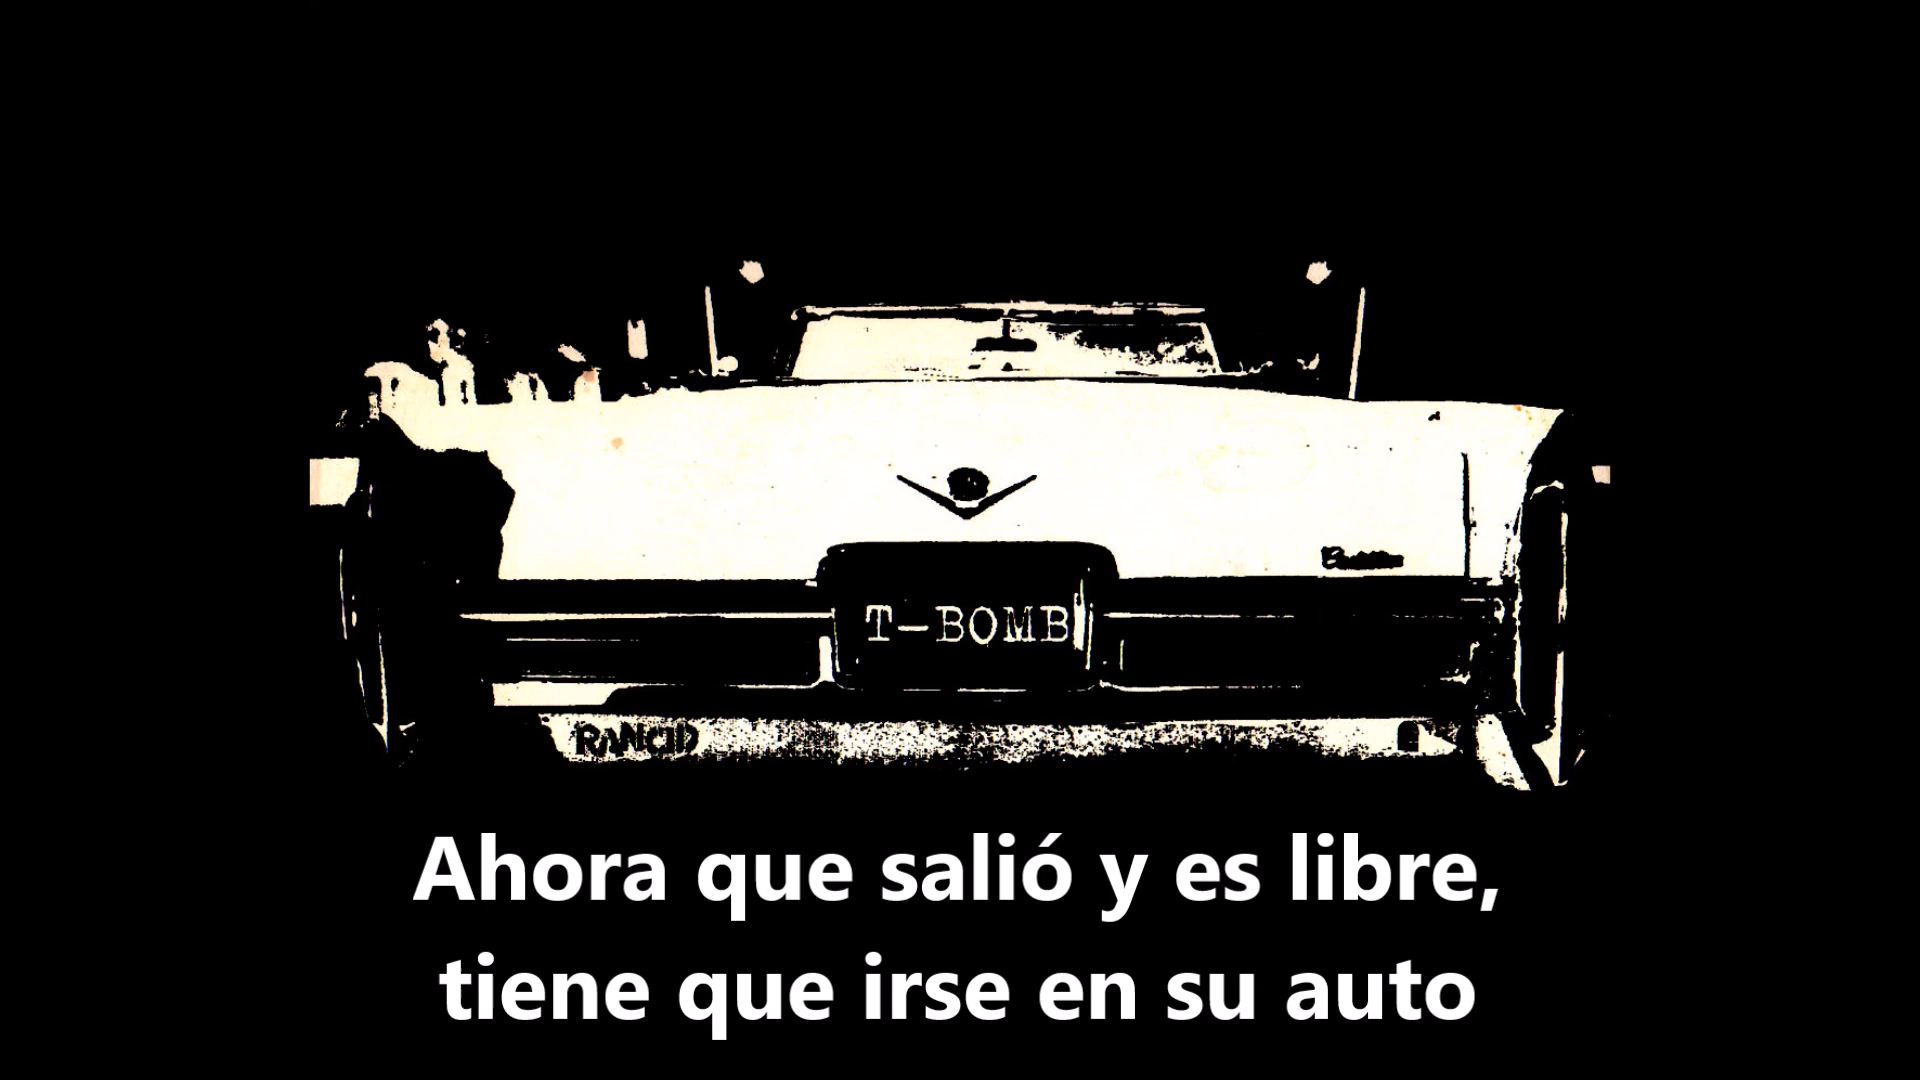 T-BOMB
RANCID
Ahora que salió y es libre,
tiene que irse en su auto